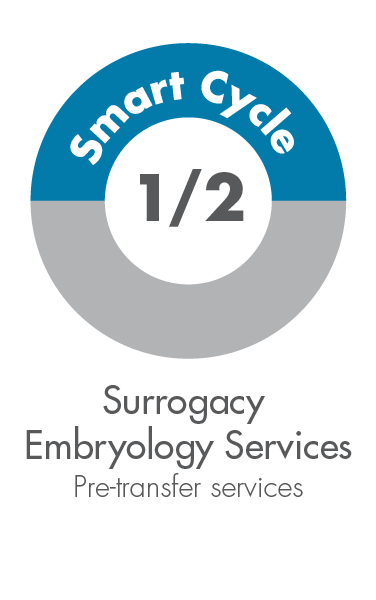 Smart Cycle
1/2
Surrogacy
Embryology Services
Pre-transfer services